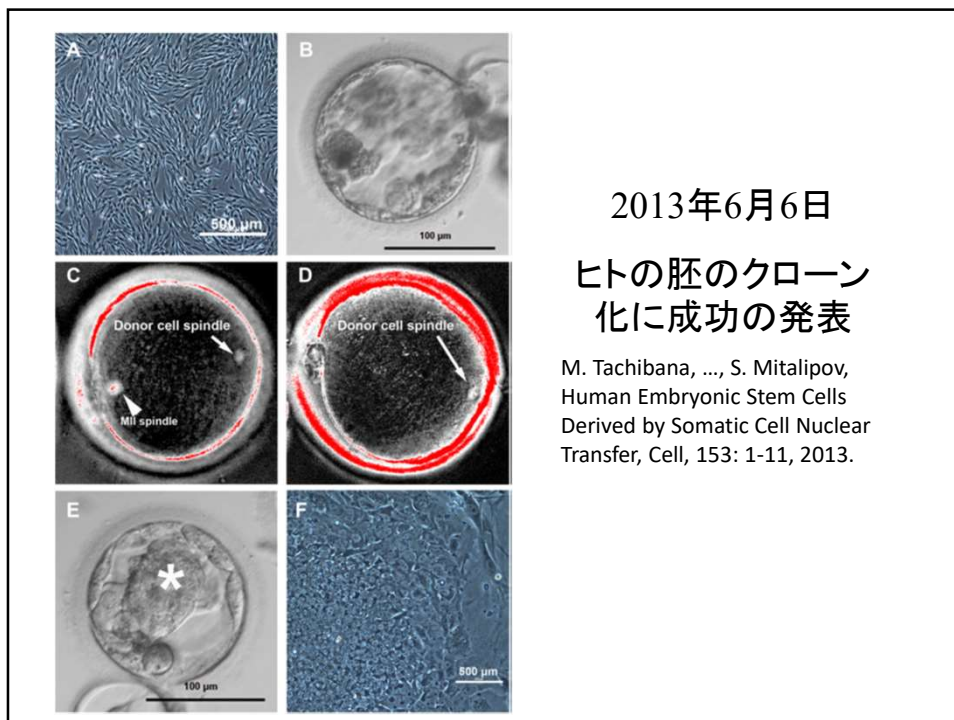 A
500 µm
B
100 µm
C
Donor cell spindle
MII spindle
D
Donor cell spindle
E
*
100 µm
F
500 µm
2013年6月6日
ヒトの胚のクローン
化に成功の発表
M. Tachibana, ..., S. Mitalipov,
Human Embryonic Stem Cells
Derived by Somatic Cell Nuclear
Transfer, Cell, 153: 1-11, 2013.